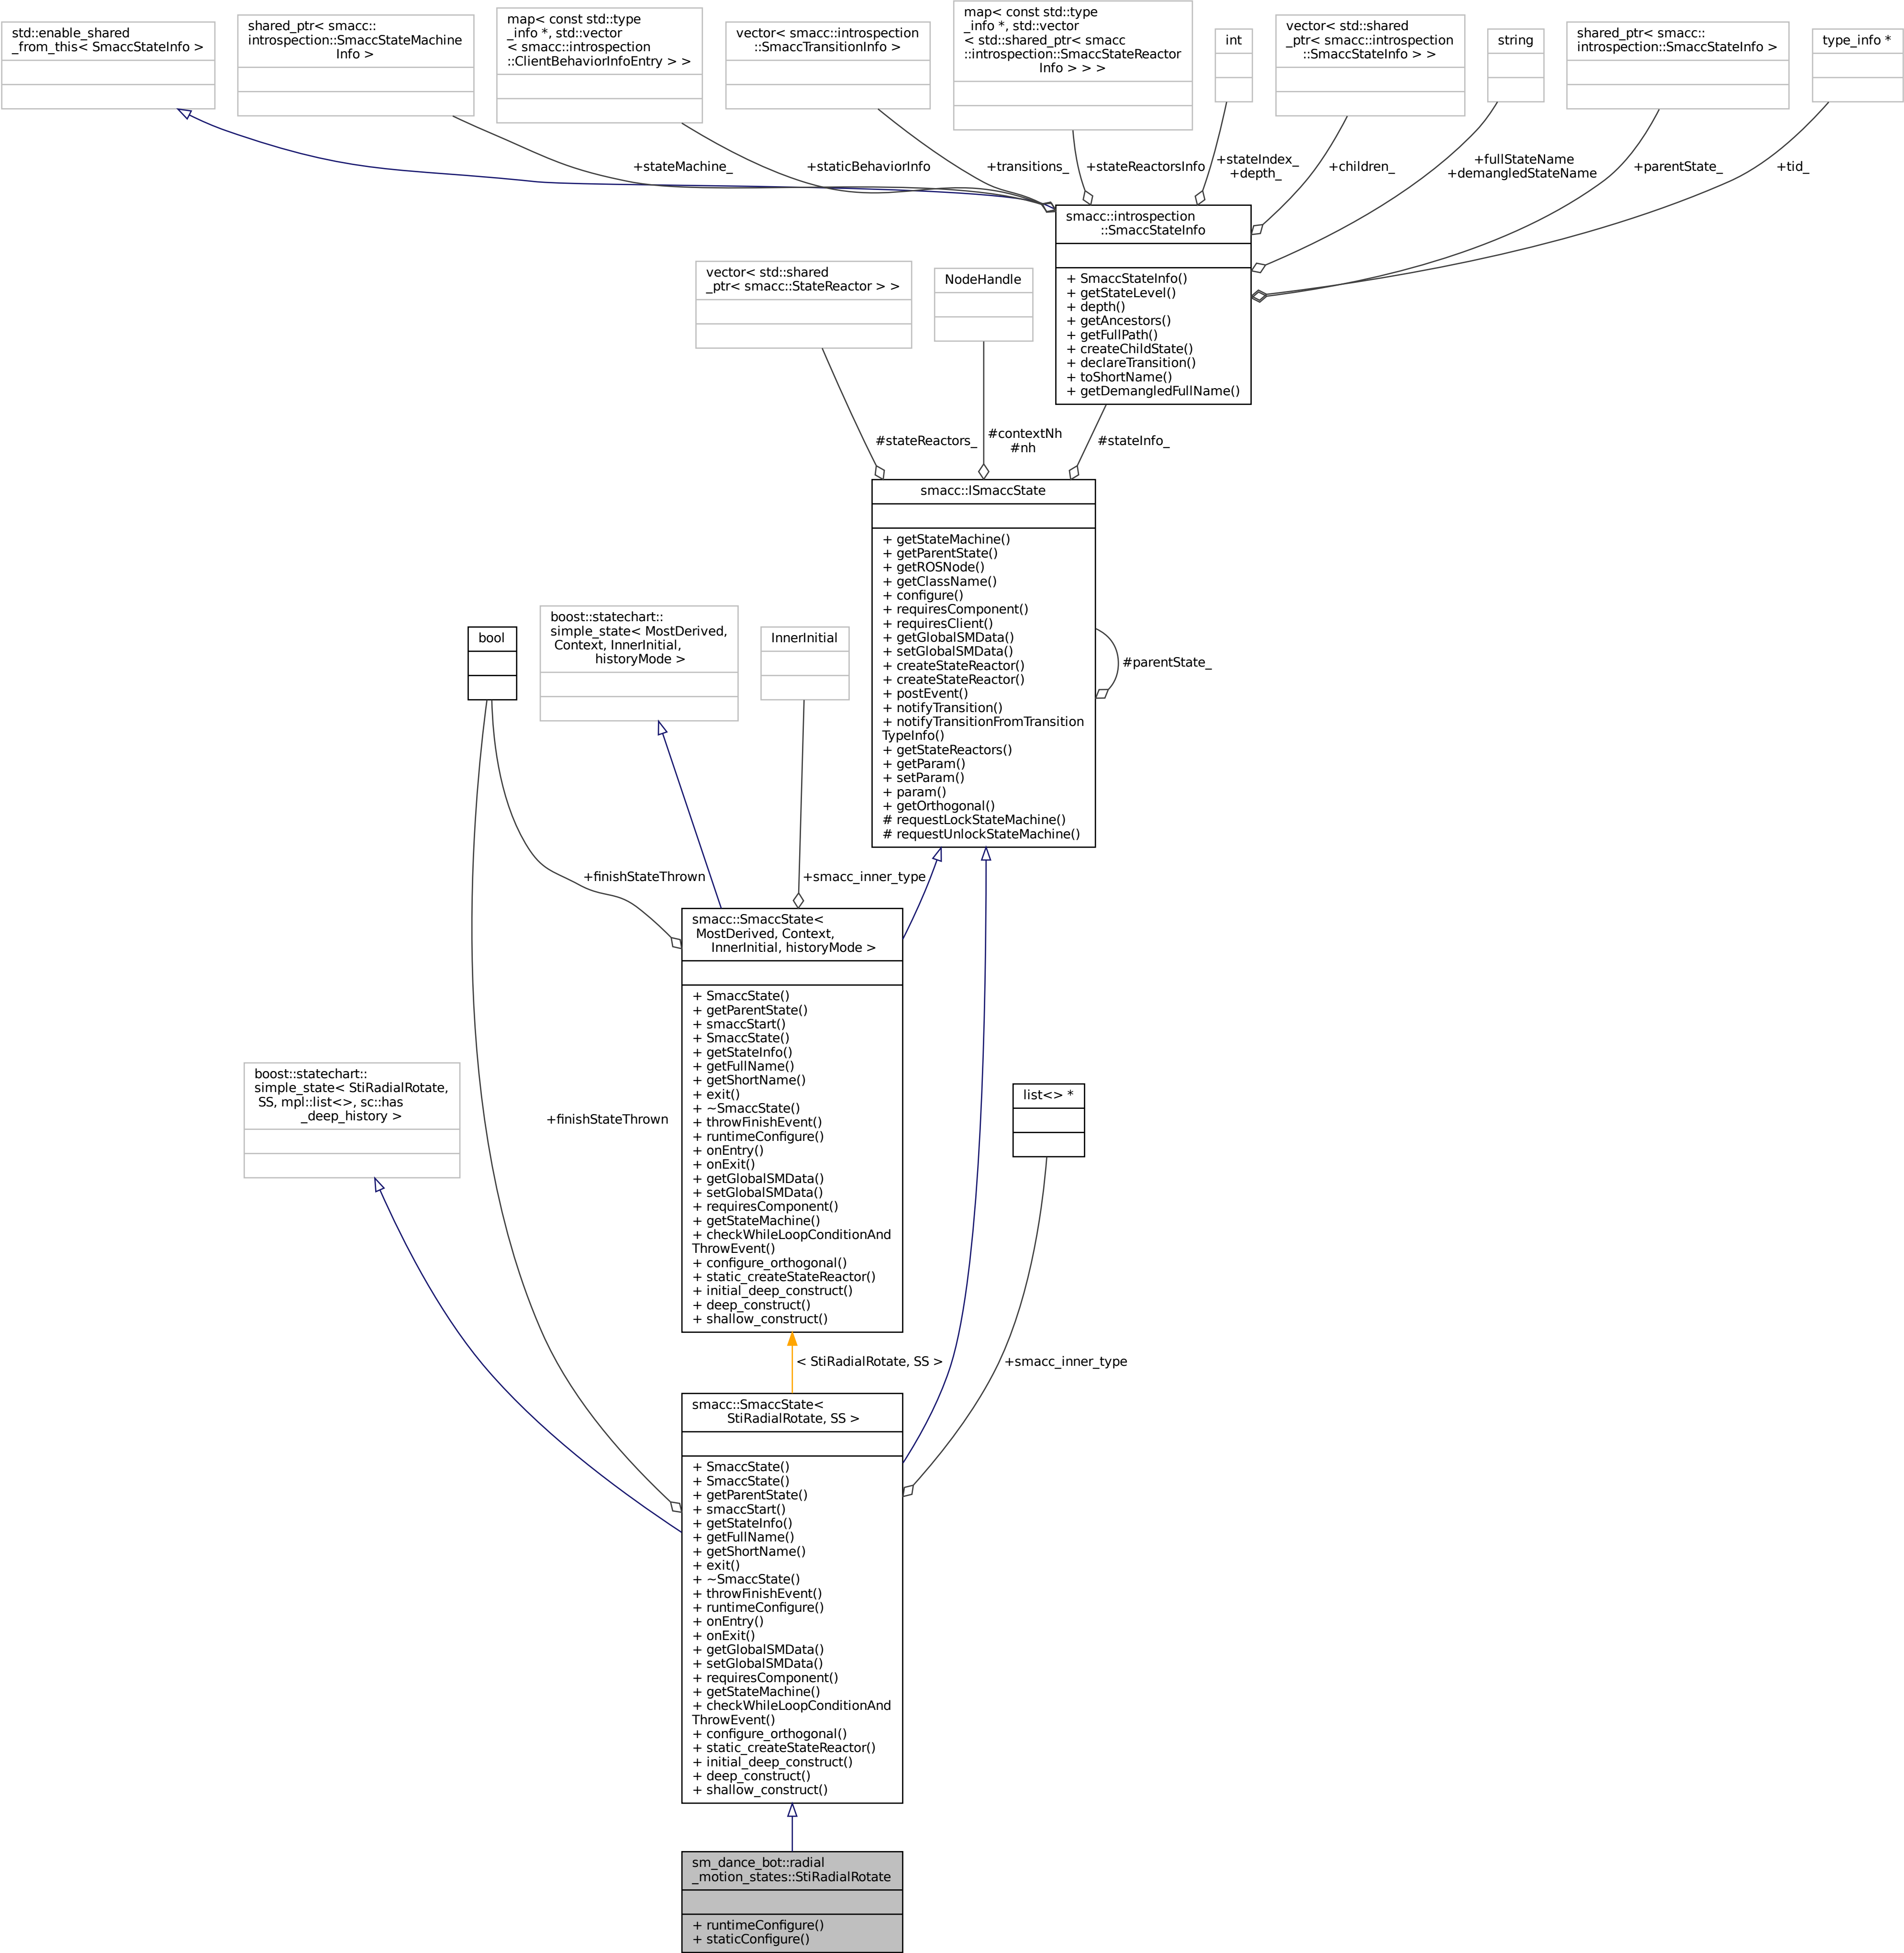 std::enable_shared
_from_this< SmaccStateInfo >
shared_ptr< smacc::
introspection::SmaccStateMachine
Info >
map< const std::type
_info *, std::vector
< smacc::introspection
::ClientBehaviorInfoEntry > >
vector< smacc::introspection
::SmaccTransitionInfo >
map< const std::type
_info *, std::vector
< std::shared_ptr< smacc
::introspection::SmaccStateReactor
Info > > >
int
vector< std::shared
_ptr< smacc::introspection
::SmaccStateInfo > >
string
shared_ptr< smacc::
introspection::SmaccStateInfo >
type_info *
+stateMachine_
+staticBehaviorInfo
+transitions_
+stateReactorsInfo
+stateIndex_
+depth_
+children_
+fullStateName
+demangledStateName
+parentState_
+tid_
smacc::introspection
::SmaccStateInfo
+ SmaccStateInfo()
+ getStateLevel()
+ depth()
+ getAncestors()
+ getFullPath()
+ createChildState()
+ declareTransition()
+ toShortName()
+ getDemangledFullName()
vector< std::shared
_ptr< smacc::StateReactor > >
NodeHandle
#stateReactors_
#contextNh
#nh
#stateInfo_
smacc::ISmaccState
+ getStateMachine()
+ getParentState()
+ getROSNode()
+ getClassName()
+ configure()
+ requiresComponent()
+ requiresClient()
+ getGlobalSMData()
+ setGlobalSMData()
+ createStateReactor()
+ createStateReactor()
+ postEvent()
+ notifyTransition()
+ notifyTransitionFromTransition
TypeInfo()
+ getStateReactors()
+ getParam()
+ setParam()
+ param()
+ getOrthogonal()
# requestLockStateMachine()
# requestUnlockStateMachine()
#parentState_
bool
boost::statechart::
simple_state< MostDerived,
Context, InnerInitial,
historyMode >
InnerInitial
+finishStateThrown
+smacc_inner_type
smacc::SmaccState<
MostDerived, Context,
InnerInitial, historyMode >
+ SmaccState()
+ getParentState()
+ smaccStart()
+ SmaccState()
+ getStateInfo()
+ getFullName()
+ getShortName()
+ exit()
+ ~SmaccState()
+ throwFinishEvent()
+ runtimeConfigure()
+ onEntry()
+ onExit()
+ getGlobalSMData()
+ setGlobalSMData()
+ requiresComponent()
+ getStateMachine()
+ checkWhileLoopConditionAnd
ThrowEvent()
+ configure_orthogonal()
+ static_createStateReactor()
+ initial_deep_construct()
+ deep_construct()
+ shallow_construct()
boost::statechart::
simple_state< StiRadialRotate,
SS, mpl::list<>, sc::has
_deep_history >
+finishStateThrown
list<> *
< StiRadialRotate, SS >
+smacc_inner_type
smacc::SmaccState<
StiRadialRotate, SS >
+ SmaccState()
+ SmaccState()
+ getParentState()
+ smaccStart()
+ getStateInfo()
+ getFullName()
+ getShortName()
+ exit()
+ ~SmaccState()
+ throwFinishEvent()
+ runtimeConfigure()
+ onEntry()
+ onExit()
+ getGlobalSMData()
+ setGlobalSMData()
+ requiresComponent()
+ getStateMachine()
+ checkWhileLoopConditionAnd
ThrowEvent()
+ configure_orthogonal()
+ static_createStateReactor()
+ initial_deep_construct()
+ deep_construct()
+ shallow_construct()
sm_dance_bot::radial
_motion_states::StiRadialRotate
+ runtimeConfigure()
+ staticConfigure()